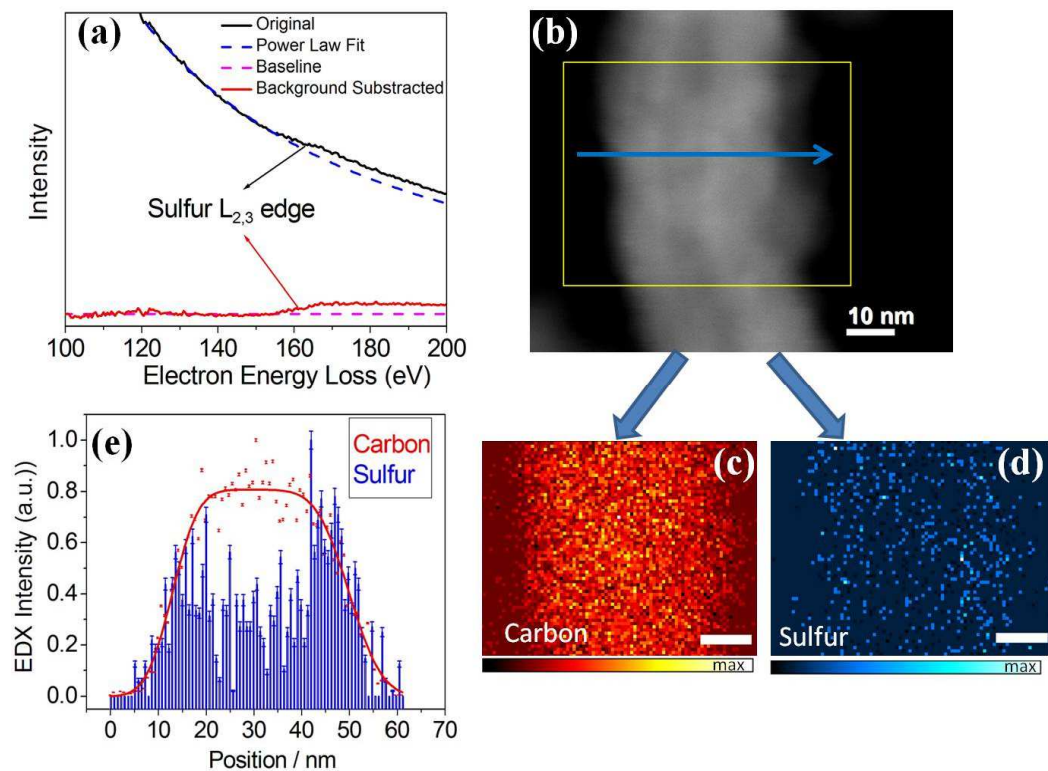 (a)
Original
Power Law Fit
Baseline
Background Substracted
Intensity
Sulfur L2,3 edge
100 120 140 160 180 200
Electron Energy Loss (eV)
(b)
10 nm
(e)
Carbon
Sulfur
1.0
0.8
0.6
0.4
0.2
0.0
EDX Intensity (a.u.))
0 10 20 30 40 50 60 70
Position / nm
(c)
Carbon
max
(d)
Sulfur
max